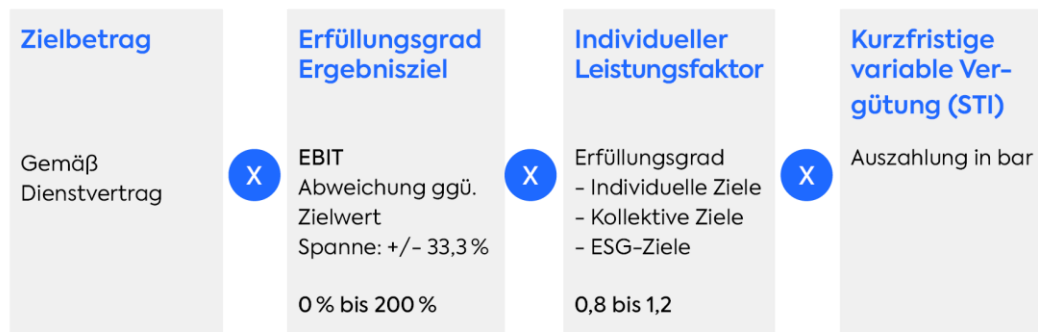 Zielbetrag
Gemäß
Dienstvertrag
X
Erfüllungsgrad
Ergebnisziel
EBIT
Abweichung ggü.
Zielwert
Spanne: +/- 33,3 %
0 % bis 200 %
X
Individueller
Leistungsfaktor
Erfüllungsgrad
- Individuelle Ziele
- Kollektive Ziele
- ESG-Ziele
0,8 bis 1,2
X
Kurzfristige
variable Ver-
gütung (STI)
Auszahlung in bar